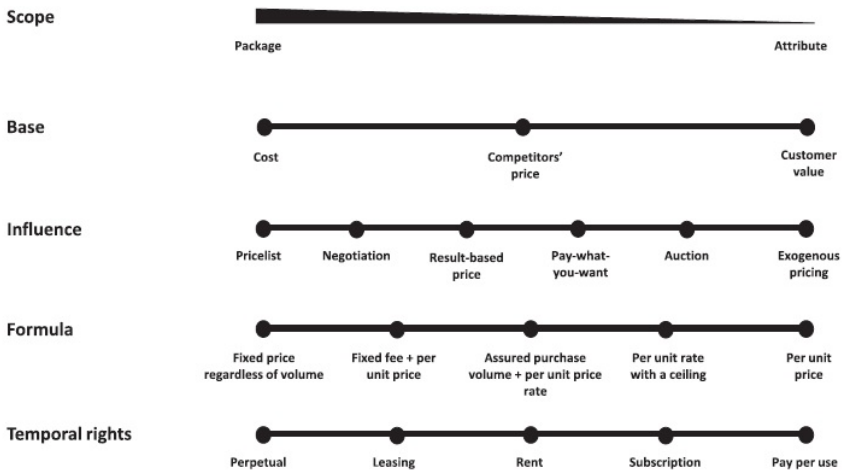 Scope
Package
Attribute
Base
Cost
Competitors'
price
Customer
value
Influence
Pricelist
Negotiation
Result-based
price
Pay-what-
you-want
Auction
Exogenous
pricing
Formula
Fixed price
regardless of volume
Fixed fee + per
unit price
Assured purchase
volume + per unit price
rate
Per unit rate
with a ceiling
Per unit
price
Temporal rights
Perpetual
Leasing
Rent
Subscription
Pay per use